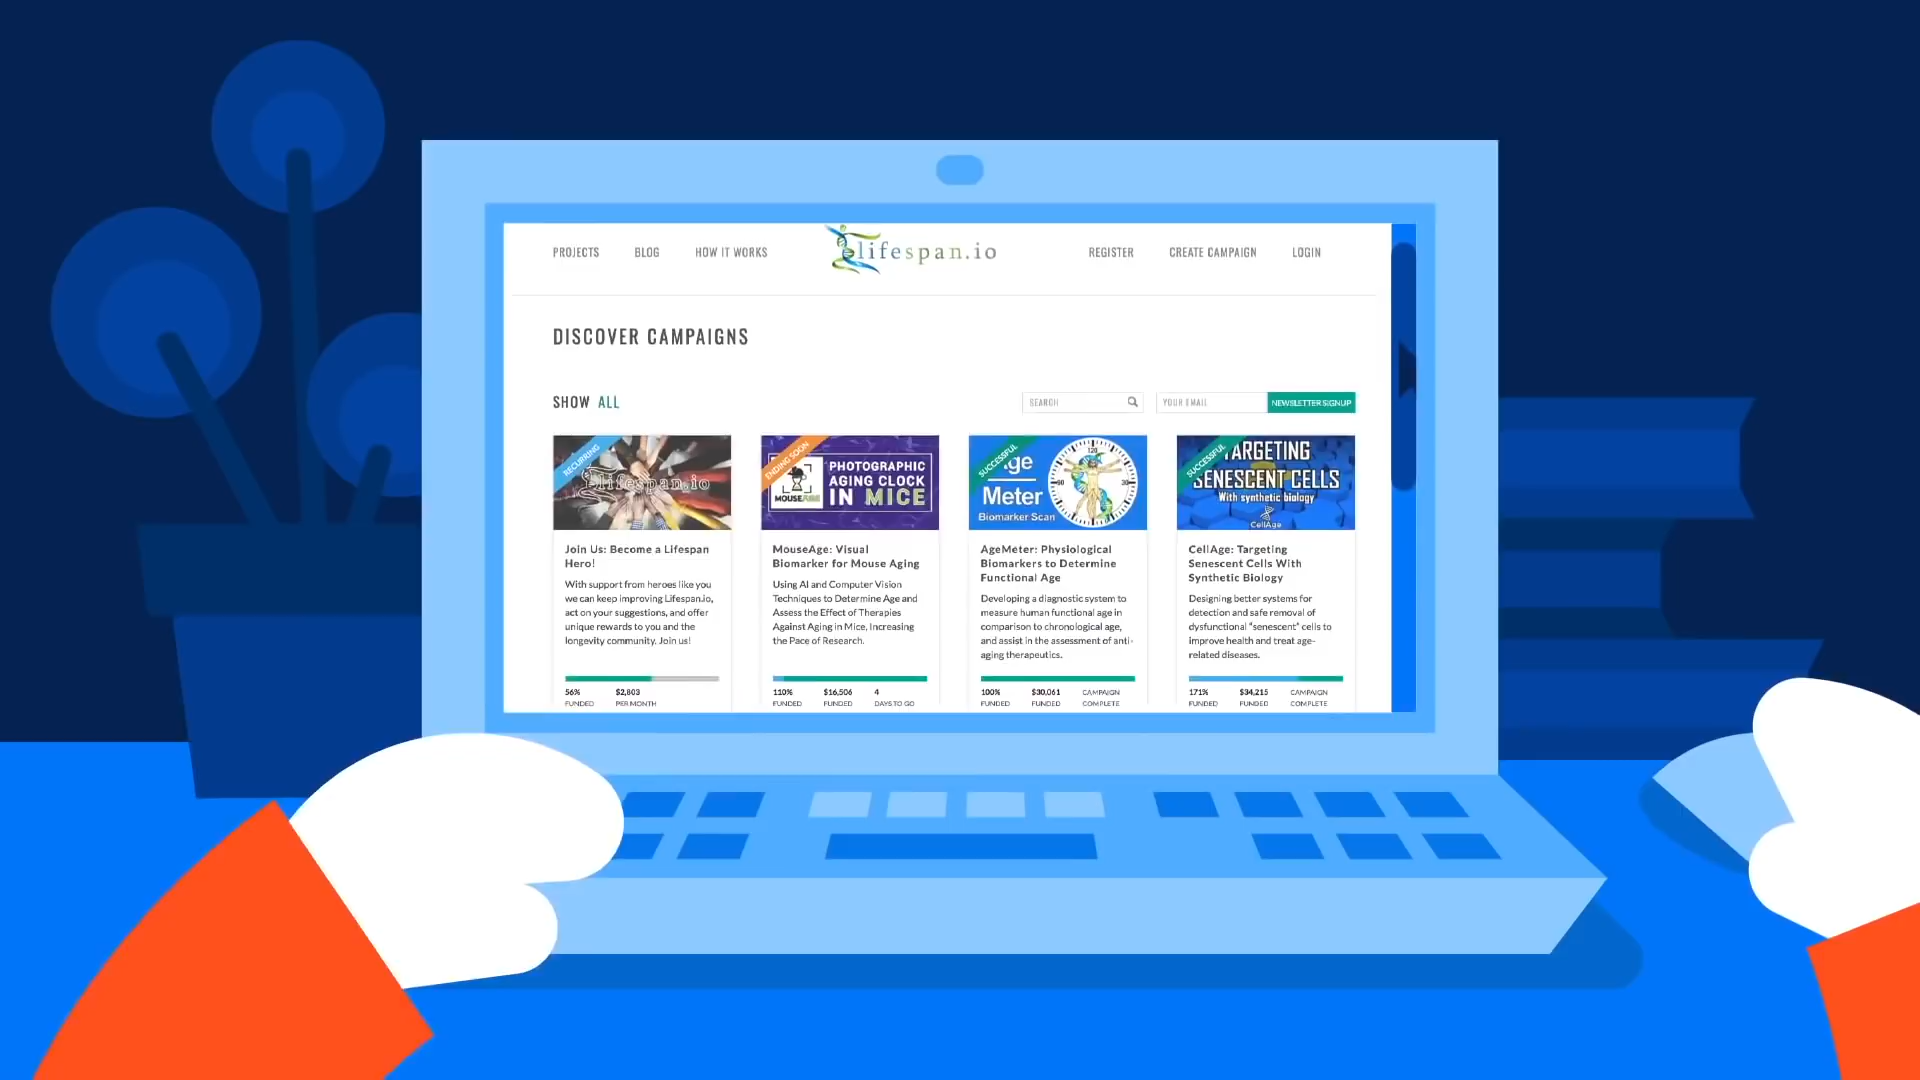 PROJECTS BLOG HOW IT WORKS lifespan.io REGISTER CREATE CAMPAIGN LOGIN
DISCOVER CAMPAIGNS
SHOW ALL SEARCH YOUR EMAIL NEWSLETTER SIGNUP
RECURRING
lifespan.io
Join Us: Become a Lifespan
Hero!
With support from heroes like you
we can keep improving Lifespan.io,
act on your suggestions, and offer
unique rewards to you and the
longevity community. Join us!
56% $2,803
FUNDED PER MONTH
ENDING SOON
MOUSEAGE
PHOTOGRAPHIC
AGING CLOCK
IN MICE
MouseAge: Visual
Biomarker for Mouse Aging
Using AI and Computer Vision
Techniques to Determine Age and
Assess the Effect of Therapies
Against Aging in Mice, Increasing
the Pace of Research.
110% $16,506 4
FUNDED FUNDED DAYS TO GO
SUCCESSFUL
Age
Meter
Biomarker Scan
120
30
60
AgeMeter: Physiological
Biomarkers to Determine
Functional Age
Developing a diagnostic system to
measure human functional age in
comparison to chronological age,
and assist in the assessment of anti-
aging therapeutics.
100% $30,061 CAMPAIGN
FUNDED FUNDED COMPLETE
SUCCESSFUL
TARGETING
SENESCENT CELLS
With synthetic biology
CellAge
CellAge: Targeting
Senescent Cells With
Synthetic Biology
Designing better systems for
detection and safe removal of
dysfunctional "senescent" cells to
improve health and treat age-
related diseases.
171% $34,215 CAMPAIGN
FUNDED FUNDED COMPLETE